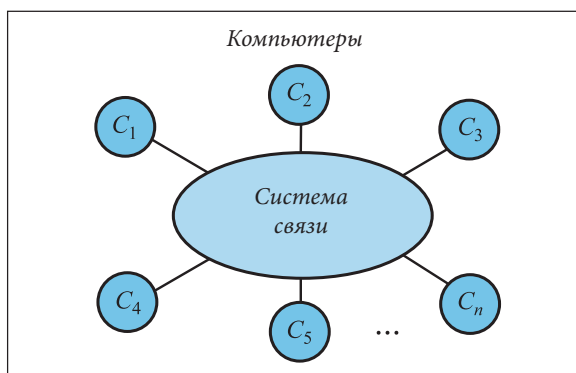 Компьютеры
C₁
C₂
C₃
Система
связи
C₄
C₅
...
Cₙ